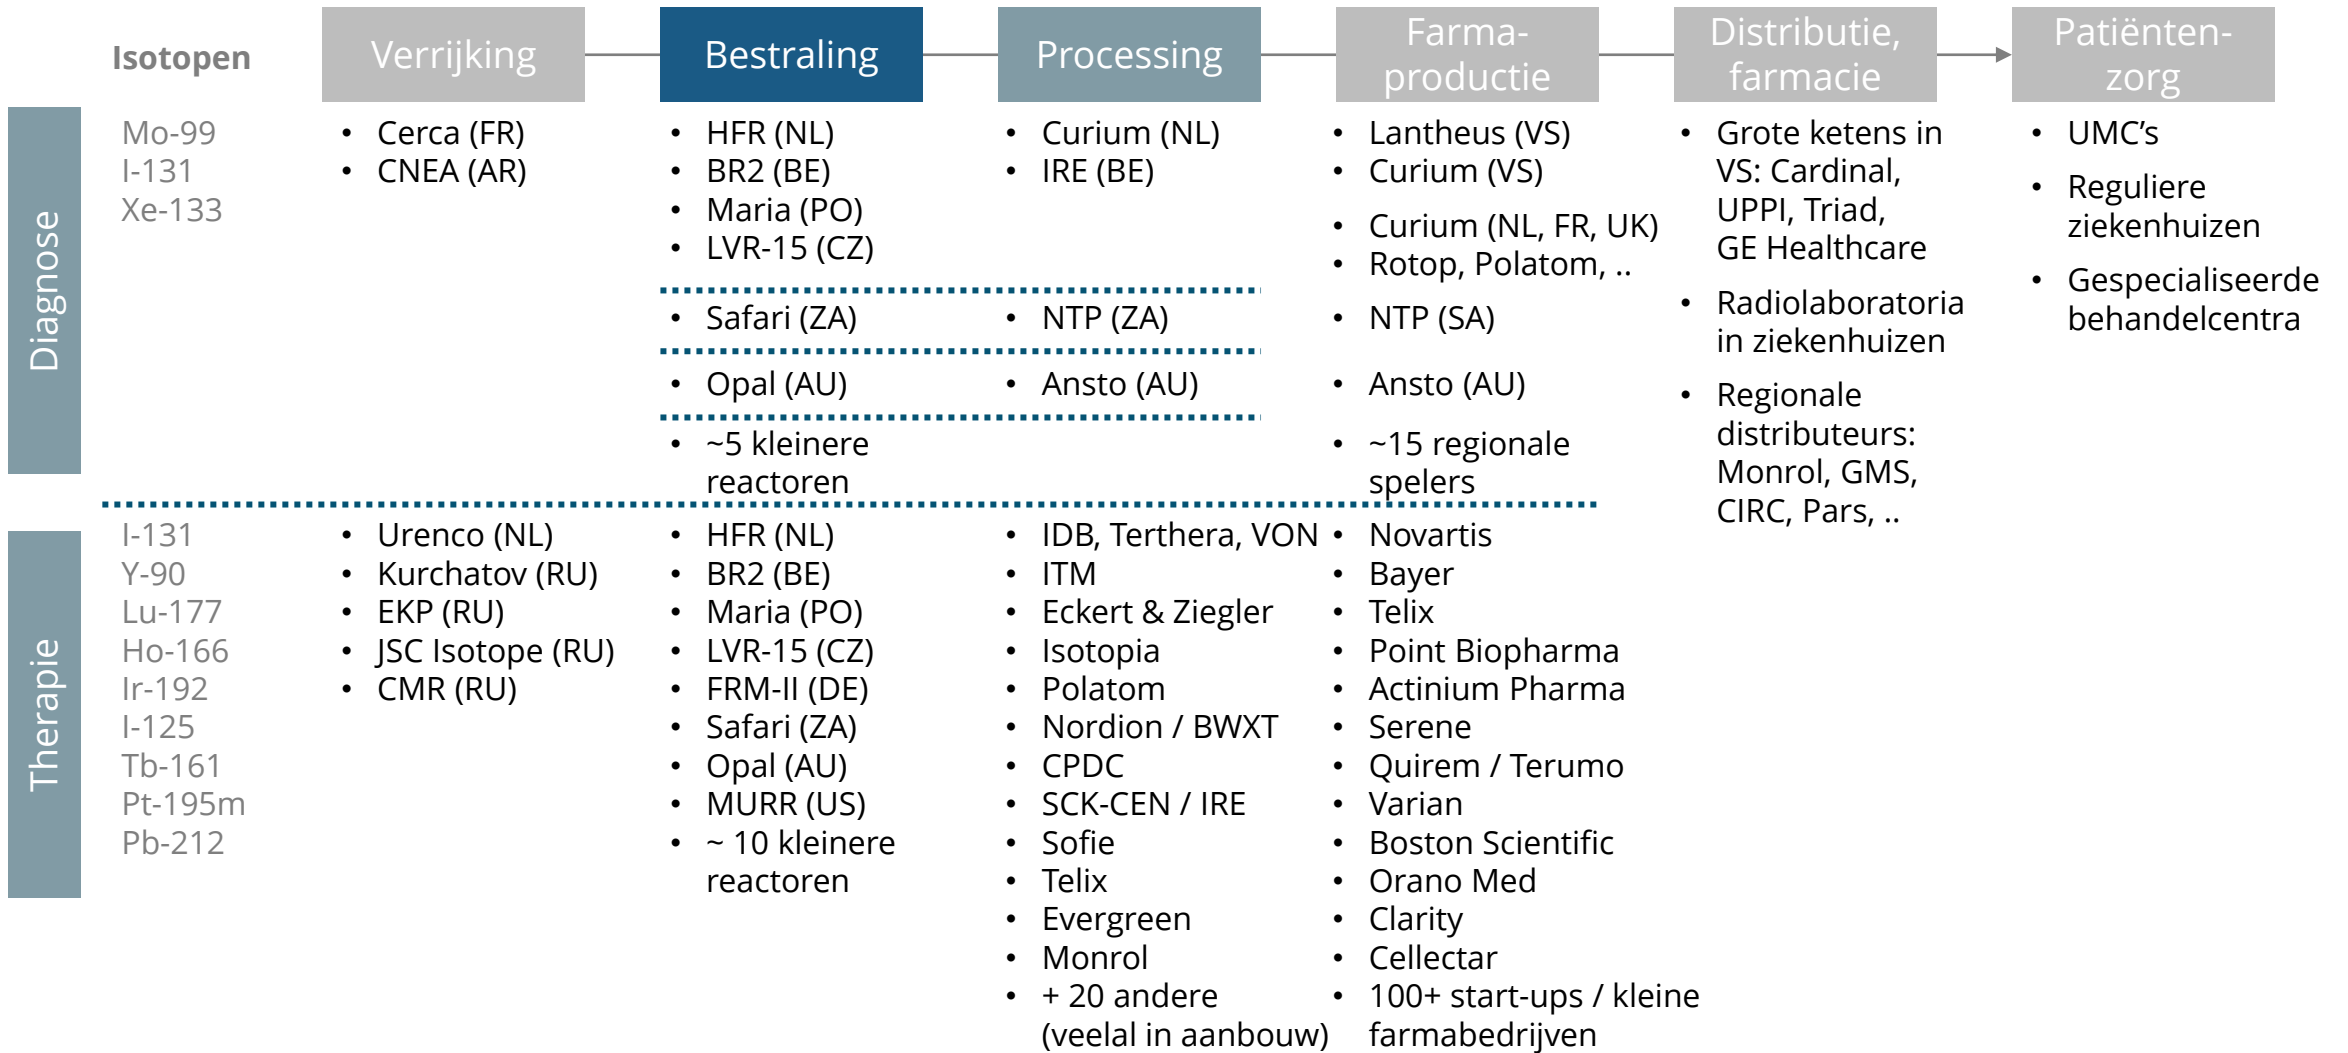 Isotopen
Verrijking
Bestraling
Processing
Farma-
productie
Distributie,
farmacie
Patiënten-
zorg
Diagnose
Mo-99
I-131
Xe-133
• Cerca (FR)
• CNEA (AR)
• HFR (NL)
• BR2 (BE)
• Maria (PO)
• LVR-15 (CZ)
• Safari (ZA)
• Opal (AU)
• ~5 kleinere
reactoren
• Curium (NL)
• IRE (BE)
• NTP (ZA)
• Ansto (AU)
• Lantheus (VS)
• Curium (VS)
• Curium (NL, FR, UK)
• Rotop, Polatom, ..
• NTP (SA)
• Ansto (AU)
• ~15 regionale
spelers
• Grote ketens in
VS: Cardinal,
UPPI, Triad,
GE Healthcare
• Radiolaboratoria
in ziekenhuizen
• Regionale
distributeurs:
Monrol, GMS,
CIRC, Pars, ..
• UMC’s
• Reguliere
ziekenhuizen
• Gespecialiseerde
behandelcentra
Therapie
I-131
Y-90
Lu-177
Ho-166
Ir-192
I-125
Tb-161
Pt-195m
Pb-212
• Urenco (NL)
• Kurchatov (RU)
• EKP (RU)
• JSC Isotope (RU)
• CMR (RU)
• HFR (NL)
• BR2 (BE)
• Maria (PO)
• LVR-15 (CZ)
• FRM-II (DE)
• Safari (ZA)
• Opal (AU)
• MURR (US)
• ~ 10 kleinere
reactoren
• IDB, Terthera, VON
• ITM
• Eckert & Ziegler
• Isotopia
• Polatom
• Nordion / BWXT
• CPDC
• SCK-CEN / IRE
• Sofie
• Telix
• Evergreen
• Monrol
• + 20 andere
(veelal in aanbouw)
• Novartis
• Bayer
• Telix
• Point Biopharma
• Actinium Pharma
• Serene
• Quirem / Terumo
• Varian
• Boston Scientific
• Orano Med
• Clarity
• Cellectar
• 100+ start-ups / kleine
farmabedrijven